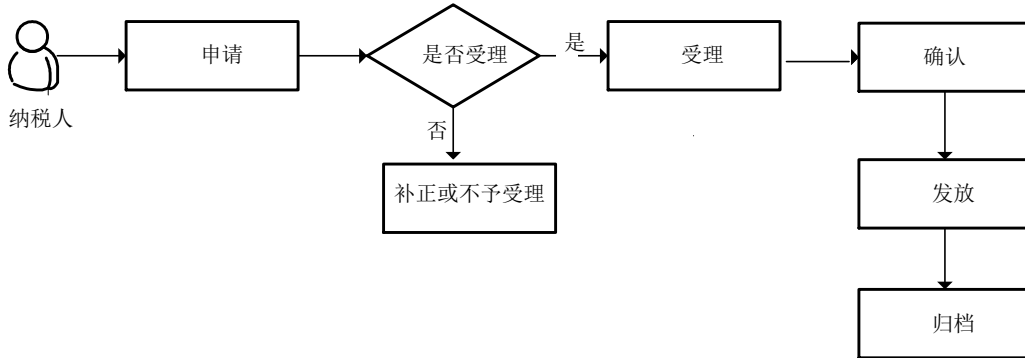 申请
是否受理
是
受理
确认
纳税人
否
补正或不予受理
发放
归档